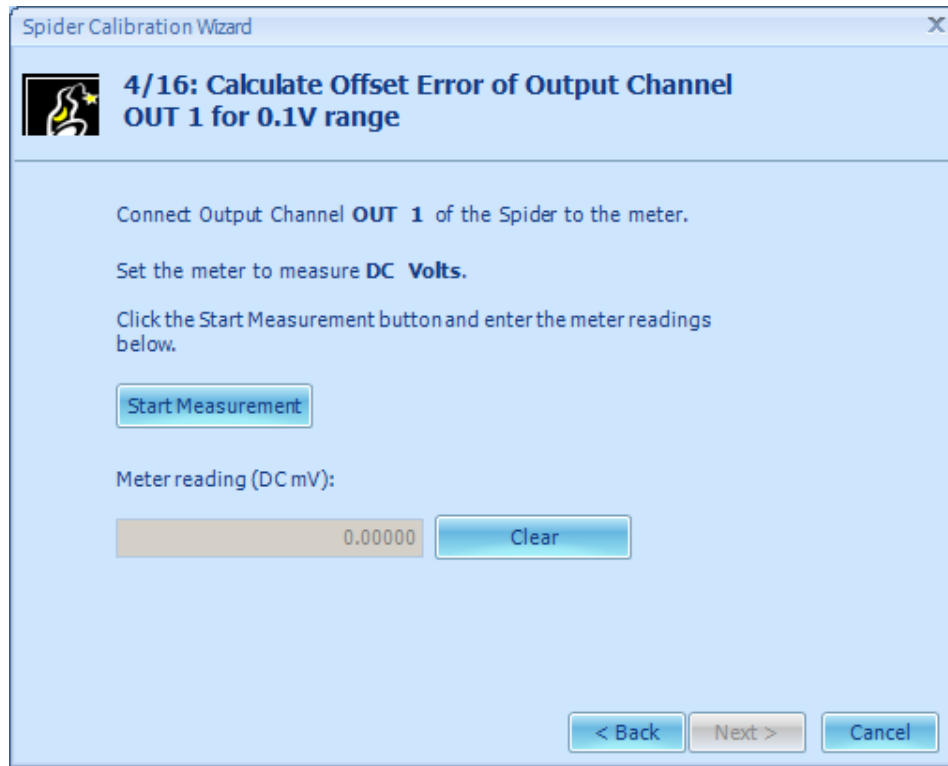 Spider Calibration Wizard
X
4/16: Calculate Offset Error of Output Channel
OUT 1 for 0.1V range
Connect Output Channel OUT 1 of the Spider to the meter.
Set the meter to measure DC Volts.
Click the Start Measurement button and enter the meter readings
below.
Start Measurement
Meter reading (DC mV):
0.00000 Clear
< Back Next > Cancel